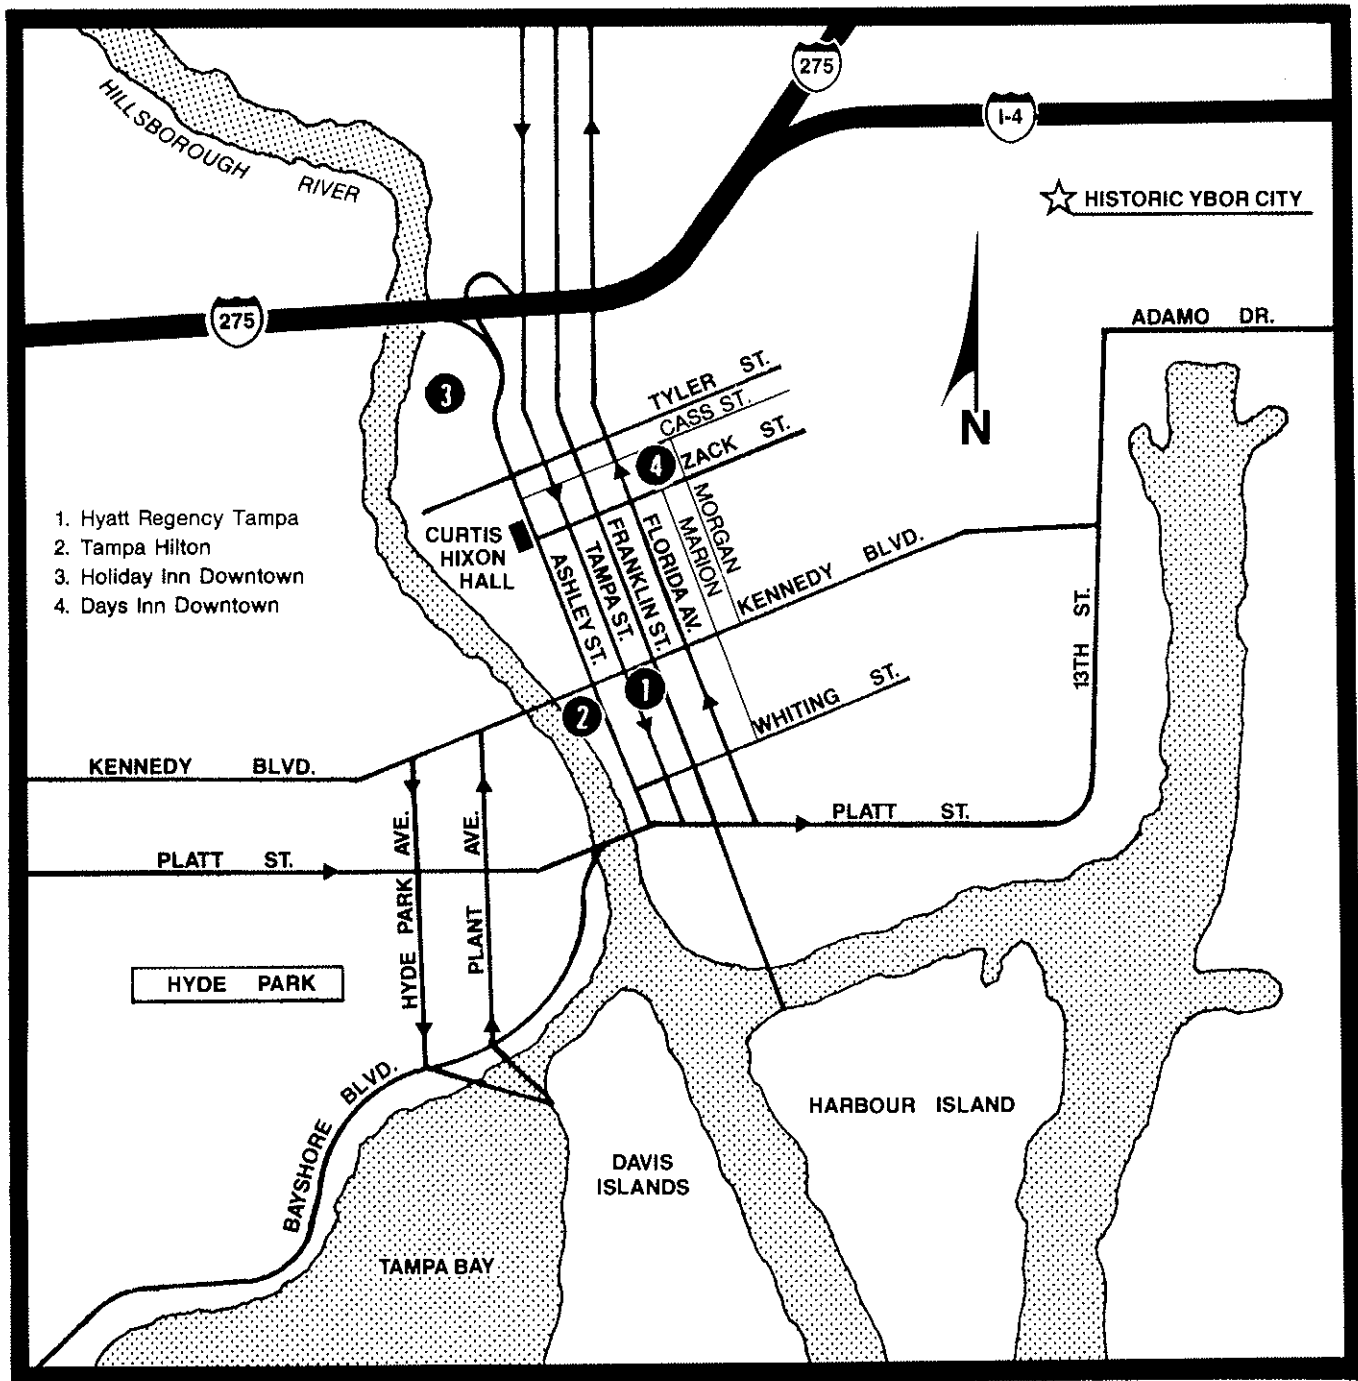 275
I-4
HILLSBOROUGH RIVER
HISTORIC YBOR CITY
275
ADAMO DR.
N
3
TYLER ST.
CASS ST.
ZACK ST.
4
1. Hyatt Regency Tampa
2. Tampa Hilton
3. Holiday Inn Downtown
4. Days Inn Downtown
CURTIS
HIXON
HALL
ASHLEY ST.
TAMPA ST.
FRANKLIN ST.
FLORIDA AV.
MARION
MORGAN
KENNEDY BLVD.
13TH ST.
1
2
WHITING ST.
KENNEDY BLVD.
PLATT ST.
PLATT ST.
HYDE PARK AVE.
PLANT AVE.
HYDE PARK
BAYSHORE BLVD.
HARBOUR ISLAND
DAVIS
ISLANDS
TAMPA BAY